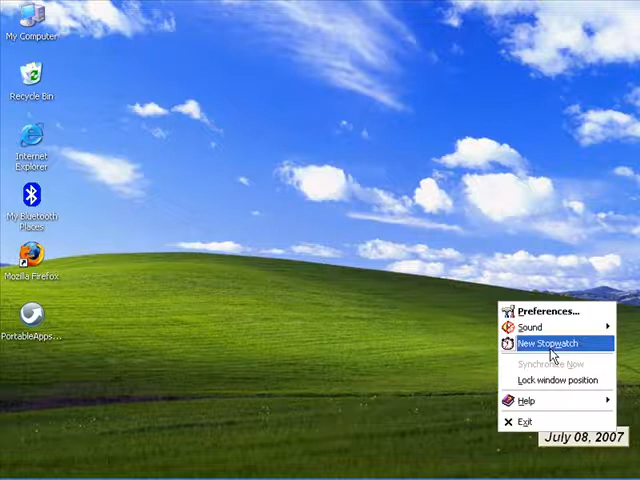 My Computer
Recycle Bin
Internet
Explorer
My Bluetooth
Places
Mozilla Firefox
PortableApps...
Preferences...
Sound
New Stopwatch
Synchronize Now
Lock window position
Help
Exit
July 08, 2007